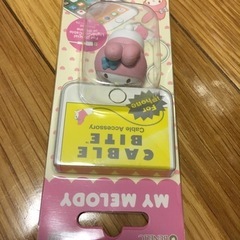 MY MELODY
CABLE
BITE
Cable Accessory
For
iPhone